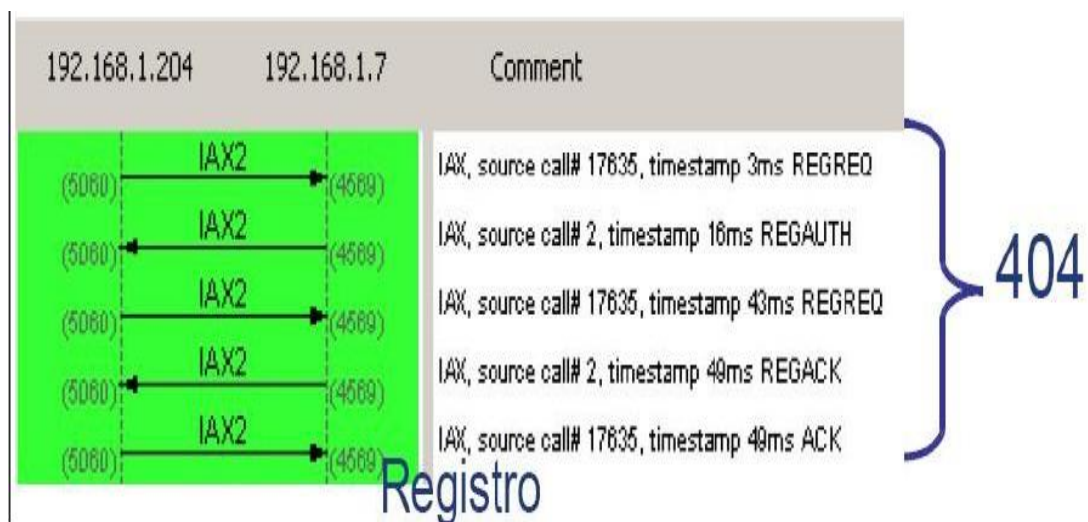 192.168.1.204 192.168.1.7 Comment
IAX2 IAX, source call# 17635, timestamp 3ms REGREQ
(5060) (4569)
IAX2 IAX, source call# 2, timestamp 16ms REGAUTH
(5060) (4569)
IAX2 IAX, source call# 17635, timestamp 43ms REGREQ
(5060) (4569)
IAX2 IAX, source call# 2, timestamp 49ms REGACK
(5060) (4569)
IAX2 IAX, source call# 17635, timestamp 49ms ACK
(5060) (4569)
404
Registro